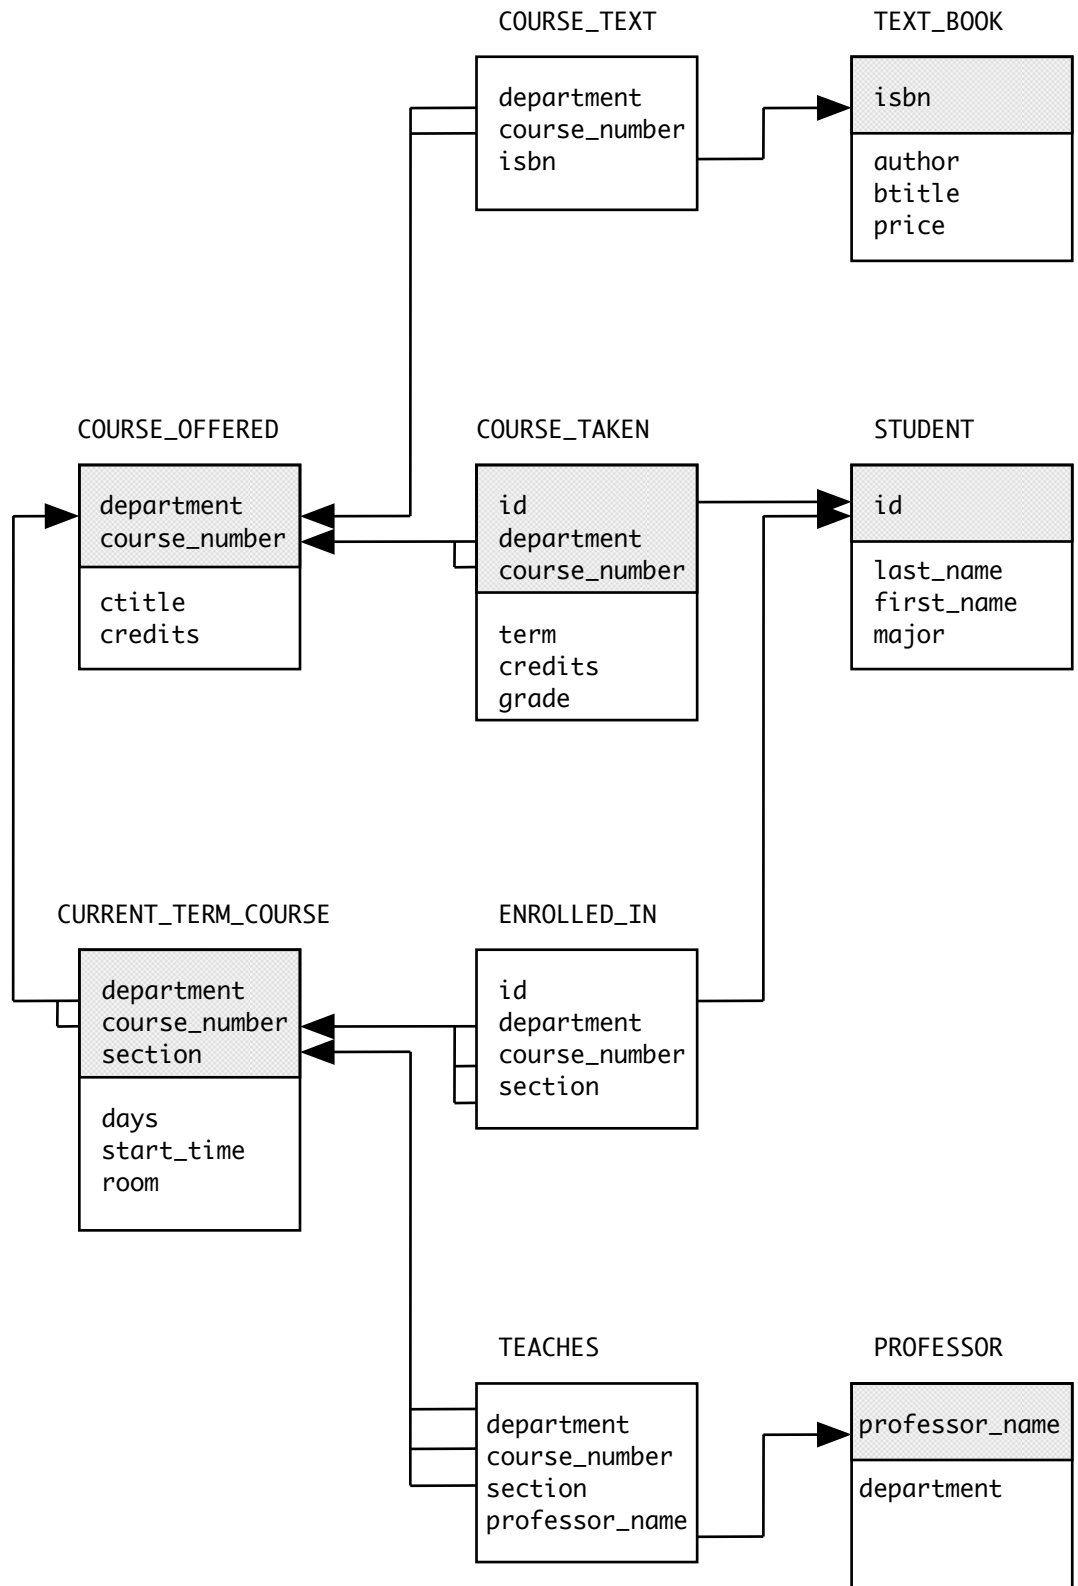 COURSE_TEXT
department
course_number
isbn
TEXT_BOOK
isbn
author
btitle
price
COURSE_OFFERED
department
course_number
ctitle
credits
COURSE_TAKEN
id
department
course_number
term
credits
grade
STUDENT
id
last_name
first_name
major
CURRENT_TERM_COURSE
department
course_number
section
days
start_time
room
ENROLLED_IN
id
department
course_number
section
TEACHES
department
course_number
section
professor_name
PROFESSOR
professor_name
department